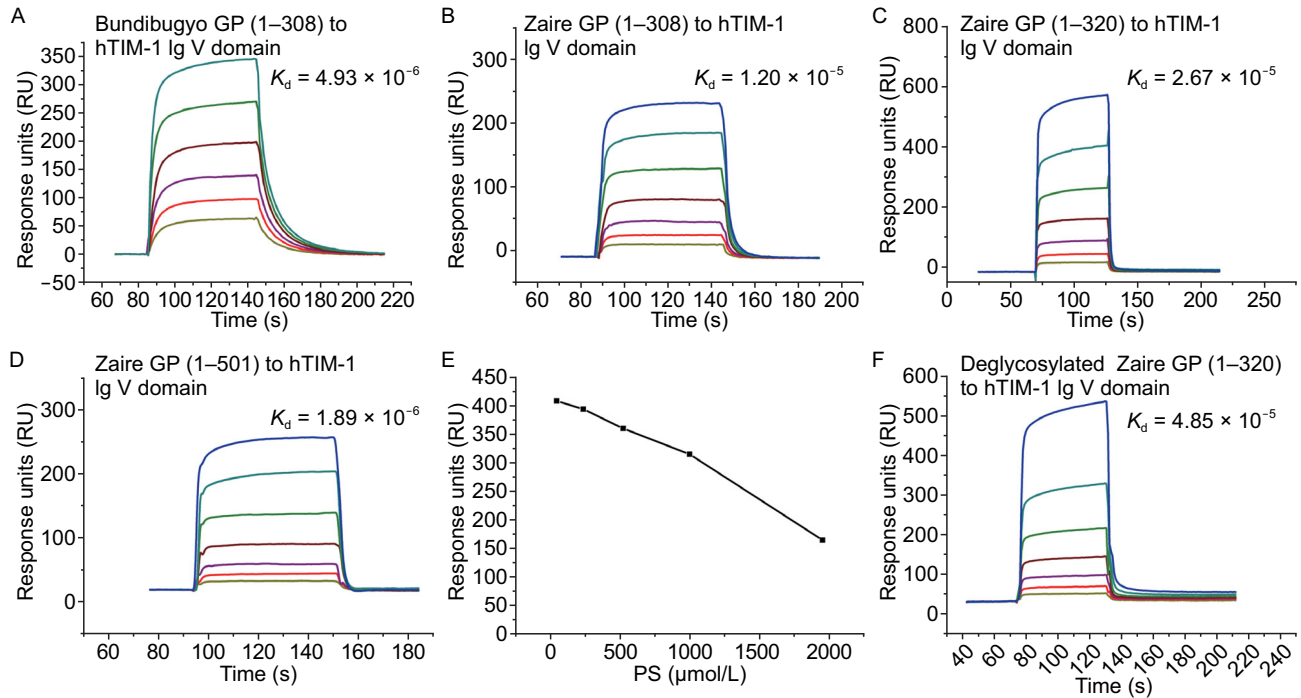 A
Bundibugyo GP (1–308) to
hTIM-1 Ig V domain
K_d = 4.93 × 10⁻⁶
Response units (RU)
350
300
250
200
150
100
50
0
−50
60 80 100 120 140 160 180 200 220
Time (s)
B
Zaire GP (1–308) to hTIM-1
Ig V domain
K_d = 1.20 × 10⁻⁵
Response units (RU)
300
200
100
0
60 80 100 120 140 160 180 200
Time (s)
C
Zaire GP (1–320) to hTIM-1
Ig V domain
K_d = 2.67 × 10⁻⁵
Response units (RU)
800
600
400
200
0
0 50 100 150 200 250
Time (s)
D
Zaire GP (1–501) to hTIM-1
Ig V domain
K_d = 1.89 × 10⁻⁶
Response units (RU)
300
200
100
0
80 100 120 140 160 180
Time (s)
E
Response units (RU)
450
400
350
300
250
200
150
150
50
0
0 500 1000 1500 2000
PS (μmol/L)
F
Deglycosylated Zaire GP (1–320)
to hTIM-1 Ig V domain
K_d = 4.85 × 10⁻⁵
Response units (RU)
600
500
400
300
200
100
0
40 60 80 100 120 140 160 180 200 220 240
Time (s)